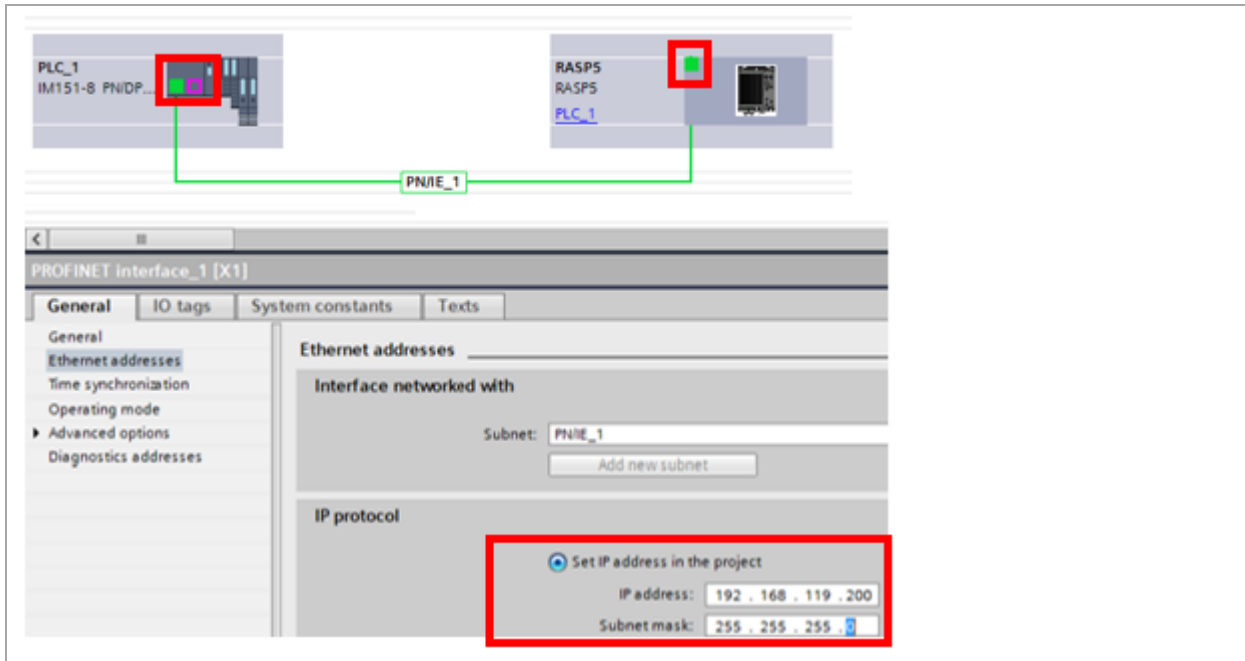 PLC_1
IM151-8 PN/DP...
RASP5
RASP5
PLC_1
PN/IE_1
PROFINET interface_1 [X1]
General IO tags System constants Texts
General
Ethernet addresses
Time synchronization
Operating mode
Advanced options
Diagnostics addresses
Ethernet addresses
Interface networked with
Subnet: PN/IE_1
Add new subnet
IP protocol
Set IP address in the project
IP address: 192 . 168 . 119 . 200
Subnet mask: 255 . 255 . 255 . 0